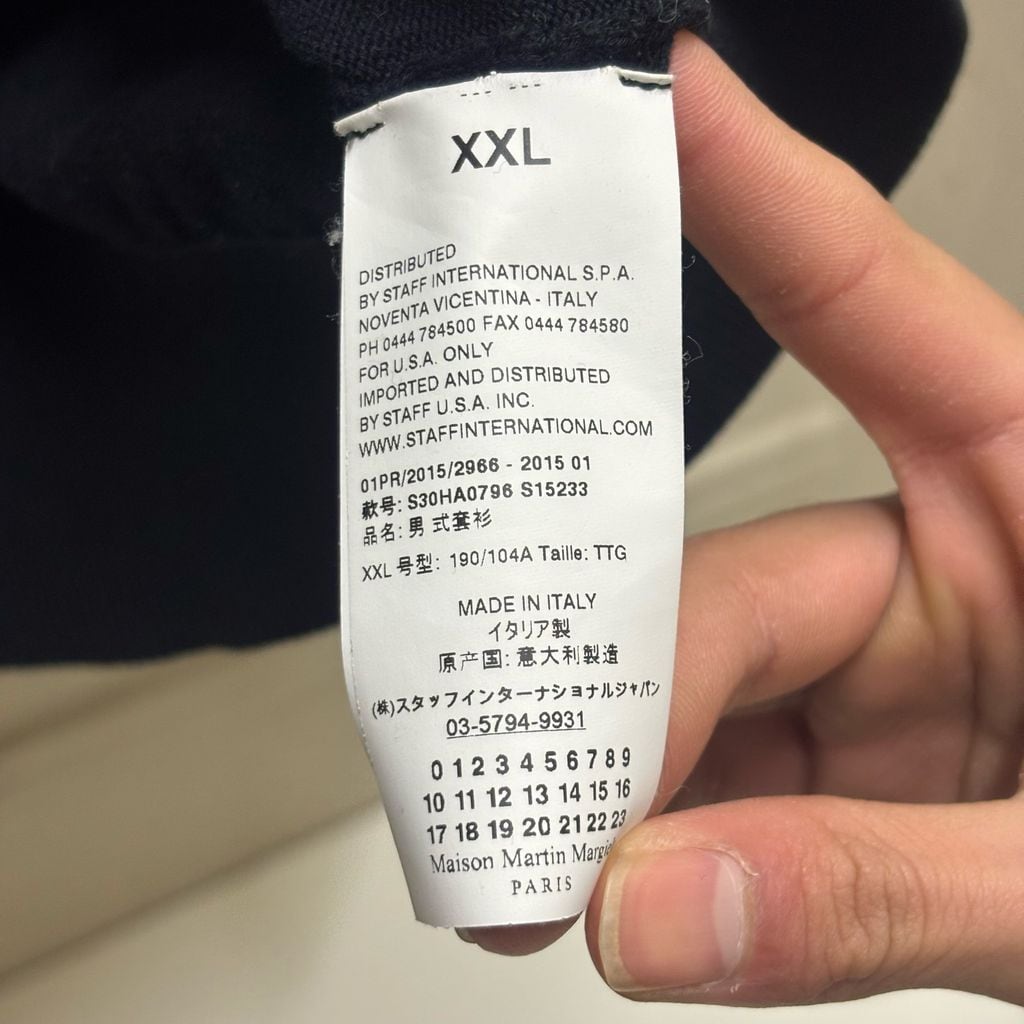 XXL
DISTRIBUTED
BY STAFF INTERNATIONAL S.P.A.
NOVENTA VICENTINA - ITALY
PH 0444 784500 FAX 0444 784580
FOR U.S.A. ONLY
IMPORTED AND DISTRIBUTED
BY STAFF U.S.A. INC.
WWW.STAFFINTERNATIONAL.COM
01PR/2015/2966 - 2015 01
款号: S30HA0796 S15233
品名: 男 式套衫
XXL 号型: 190/104A Taille: TTG
MADE IN ITALY
イタリア製
原产国: 意大利製造
(株)スタッフインターナショナルジャパン
03-5794-9931
0 1 2 3 4 5 6 7 8 9
10 11 12 13 14 15 16
17 18 19 20 21 22 23
Maison Martin
PARIS